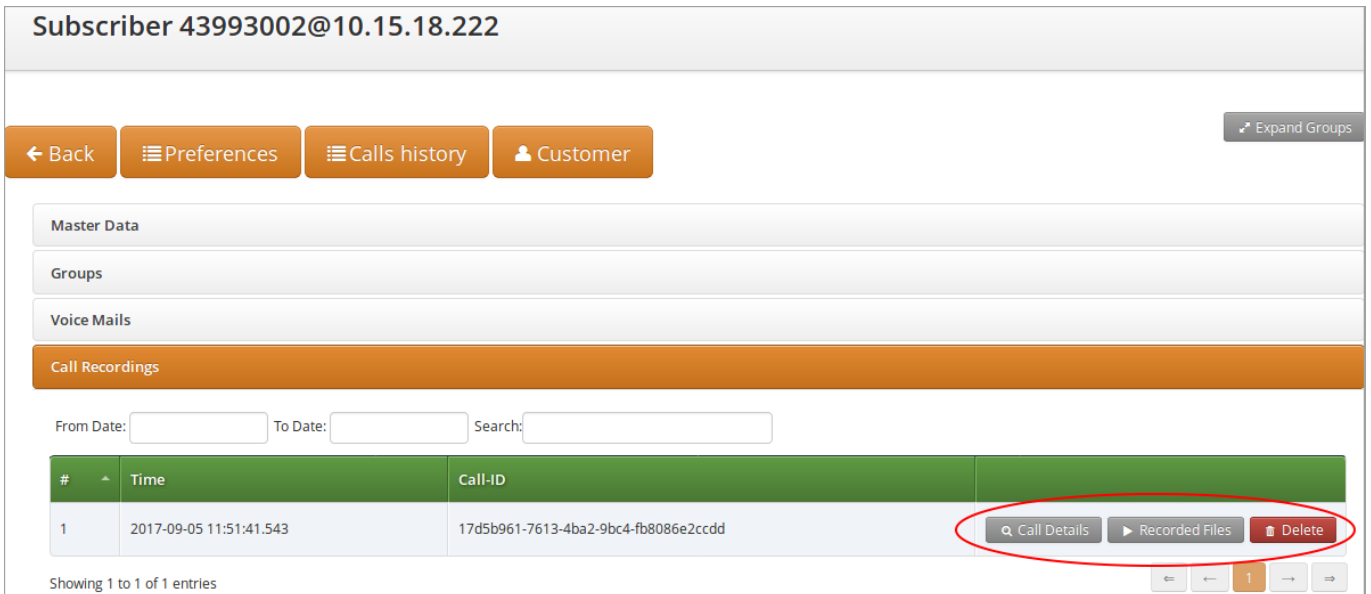 Subscriber 43993002@10.15.18.222
Expand Groups
Back Preferences Calls history Customer
Master Data
Groups
Voice Mails
Call Recordings
From Date: To Date: Search:
# Time Call-ID
1 2017-09-05 11:51:41.543 17d5b961-7613-4ba2-9bc4-fb8086e2ccdd Call Details Recorded Files Delete
Showing 1 to 1 of 1 entries ⇐ ← 1 → ⇒